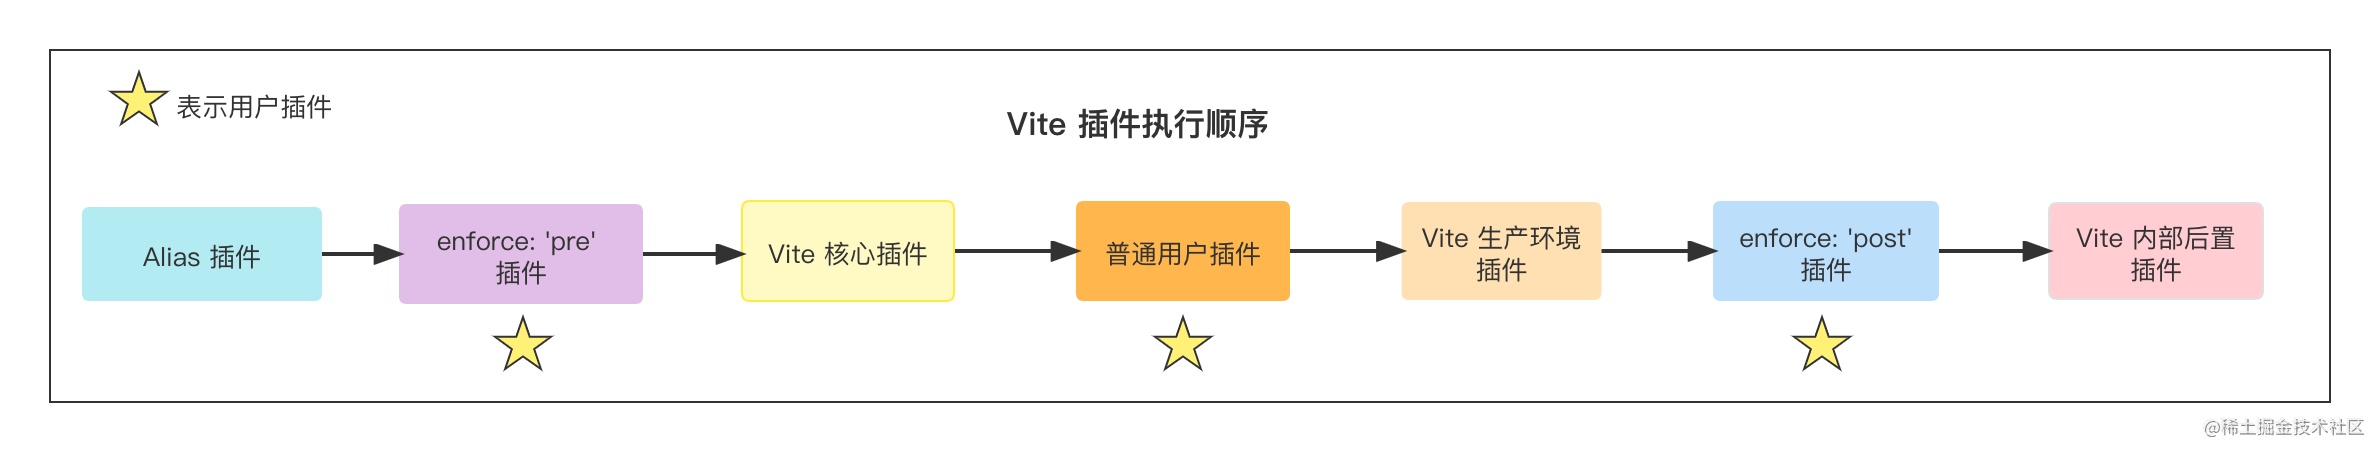 表示用户插件
Vite 插件执行顺序
Alias 插件
enforce: 'pre'
插件
Vite 核心插件
普通用户插件
Vite 生产环境
插件
enforce: 'post'
插件
Vite 内部后置
插件
@稀土掘金技术社区